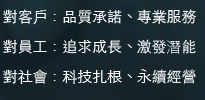 對客戶：品質承諾、專業服務
對員工：追求成長、激發潛能
對社會：科技扎根、永續經營